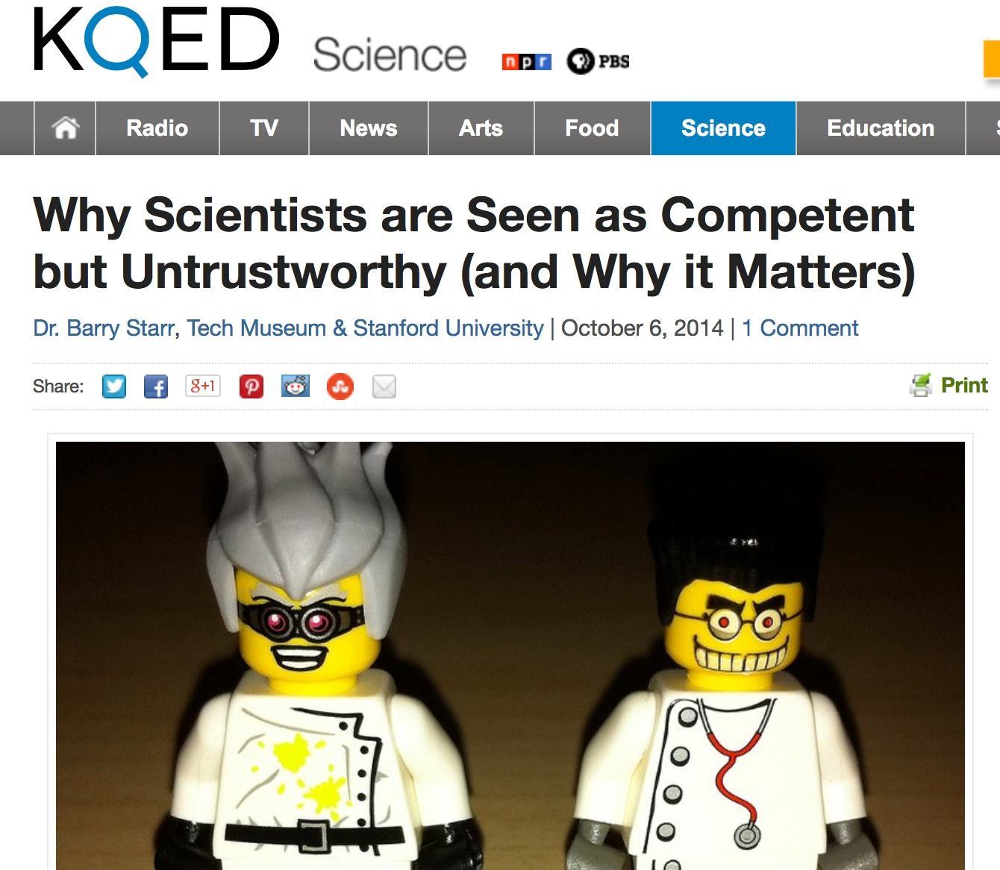 KQED Science npr PBS
Radio TV News Arts Food Science Education
Why Scientists are Seen as Competent
but Untrustworthy (and Why it Matters)
Dr. Barry Starr, Tech Museum & Stanford University | October 6, 2014 | 1 Comment
Share: g+1 Print